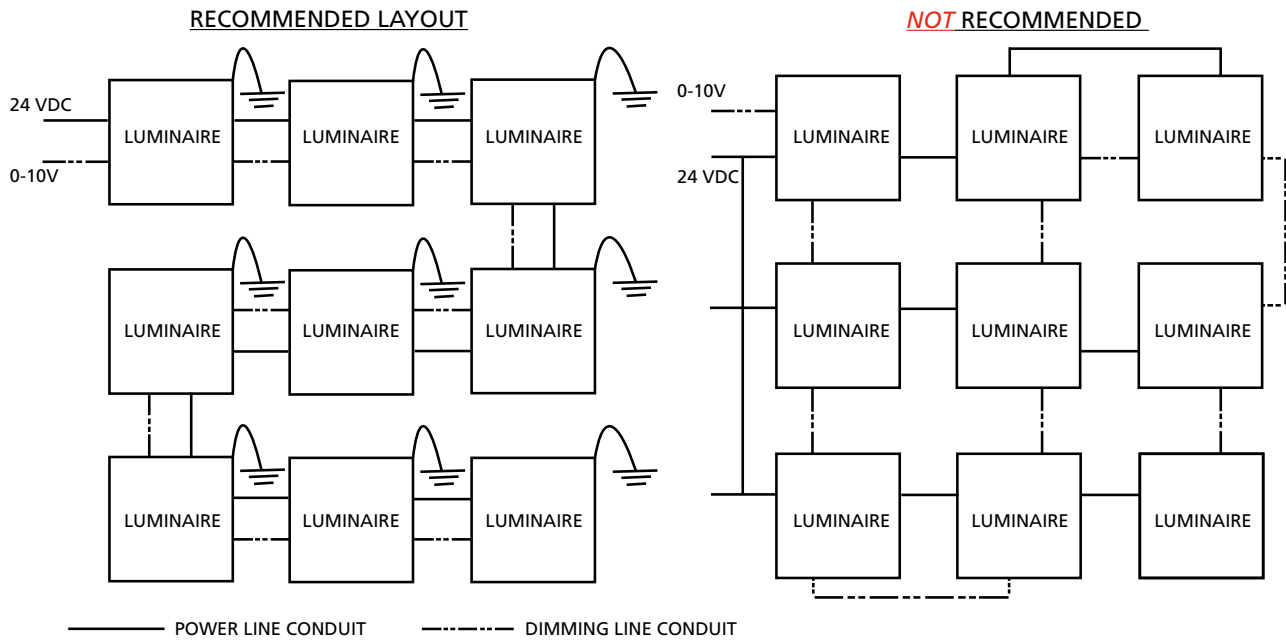 RECOMMENDED LAYOUT
24 VDC
0-10V
LUMINAIRE LUMINAIRE LUMINAIRE
LUMINAIRE LUMINAIRE LUMINAIRE
LUMINAIRE LUMINAIRE LUMINAIRE
NOT RECOMMENDED
0-10V
24 VDC
LUMINAIRE LUMINAIRE LUMINAIRE
LUMINAIRE LUMINAIRE LUMINAIRE
LUMINAIRE LUMINAIRE LUMINAIRE
POWER LINE CONDUIT
DIMMING LINE CONDUIT